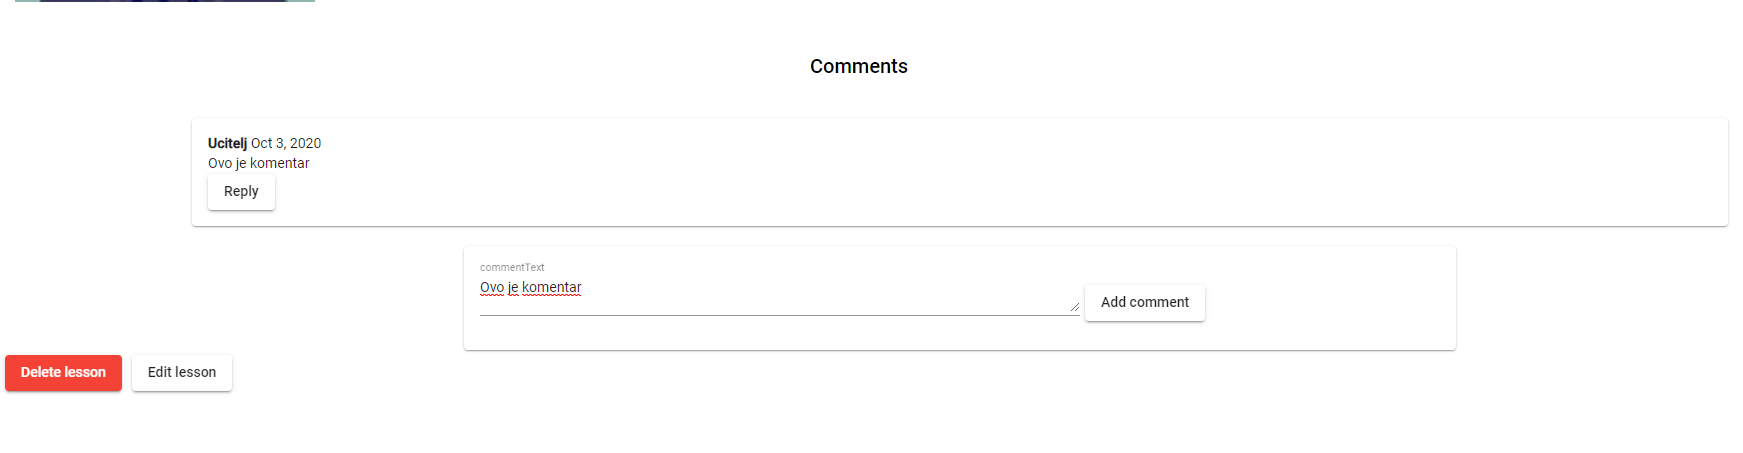 Comments
Ucitelj Oct 3, 2020
Ovo je komentar
Reply
commentText
Ovo je komentar
Add comment
Delete lesson Edit lesson